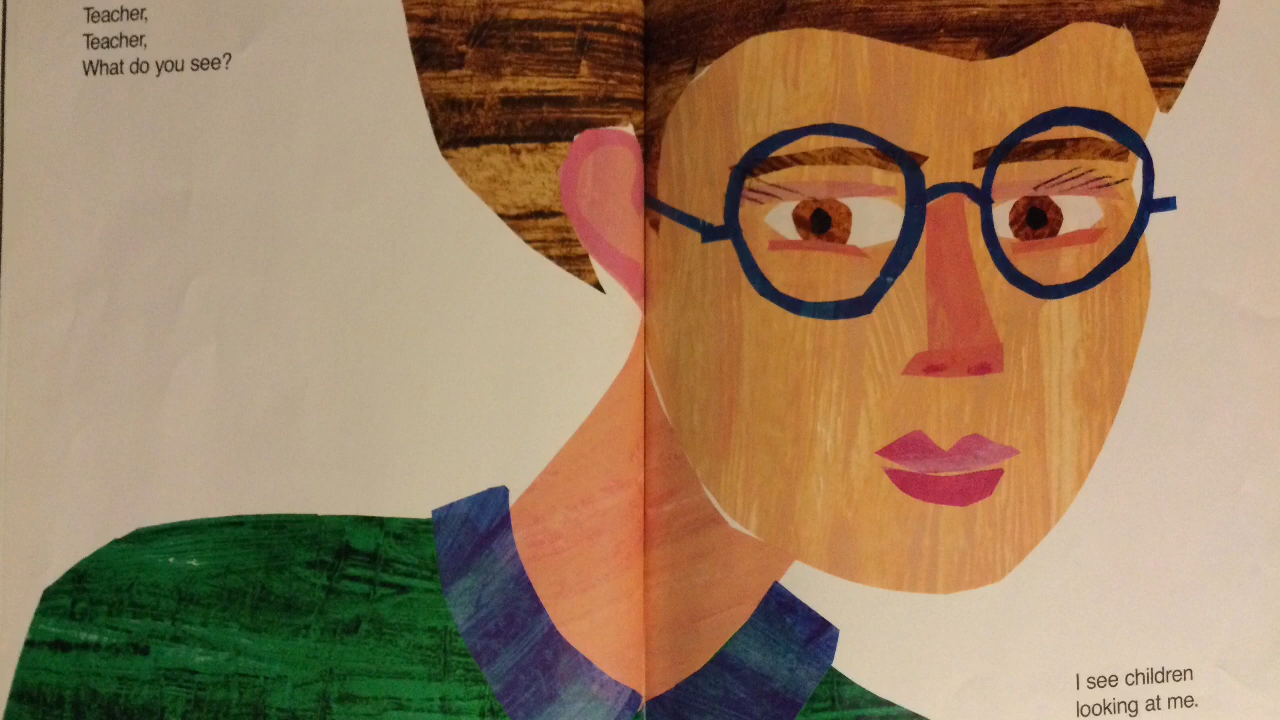 Teacher,
Teacher,
What do you see?
I see children
looking at me.